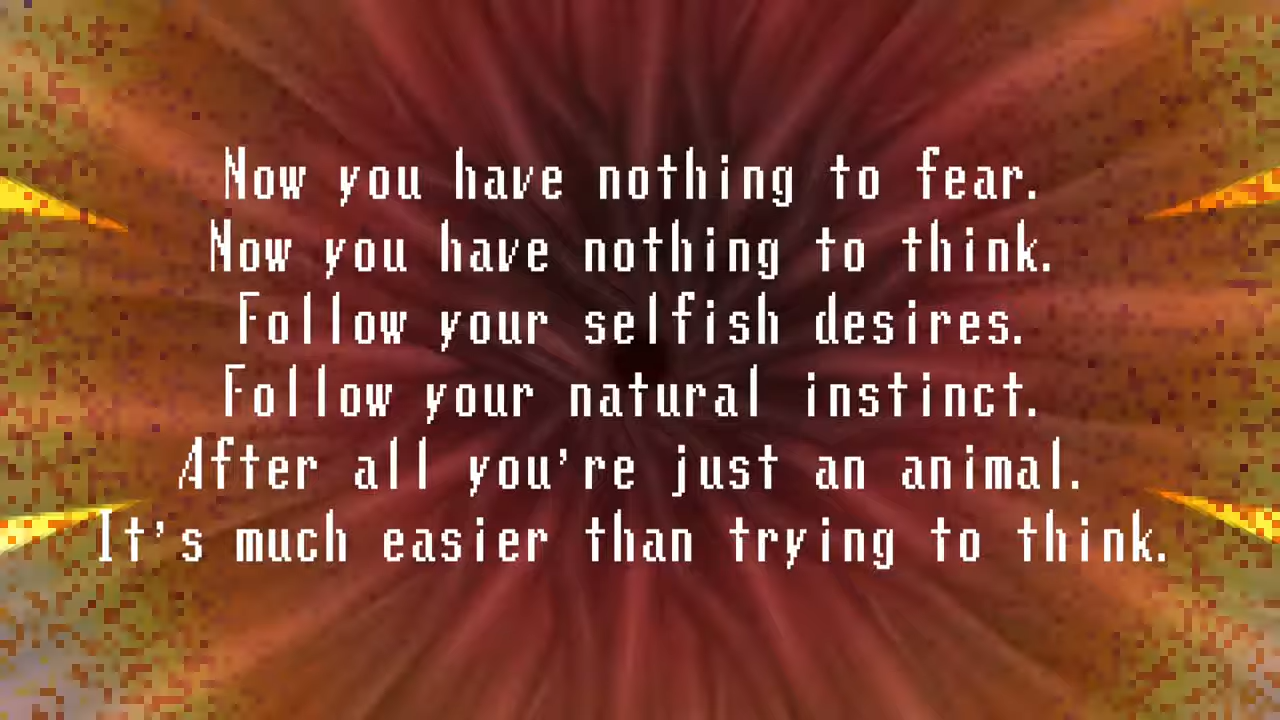 Now you have nothing to fear.
Now you have nothing to think.
Follow your selfish desires.
Follow your natural instinct.
After all you're just an animal.
It's much easier than trying to think.